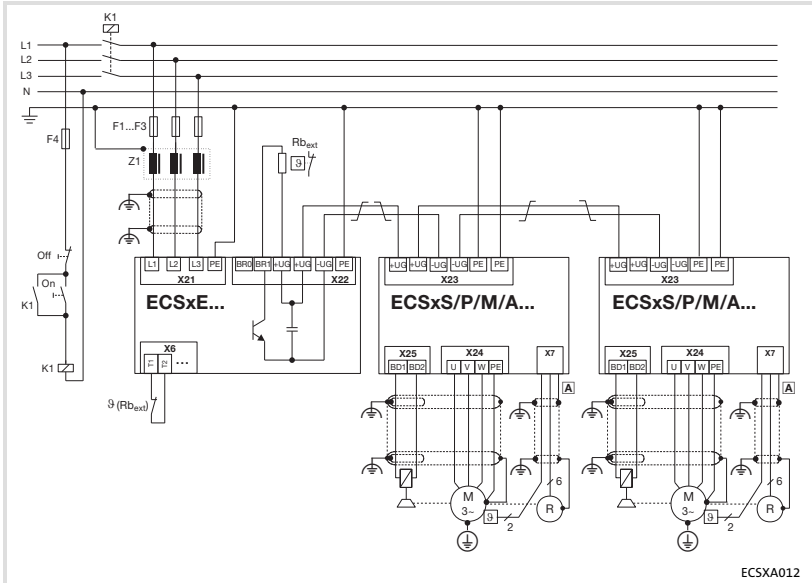 K1
L1
L2
L3
N
F4
F1...F3
Z1
Rbext
ϑ
Off
On
K1
K1
L1 L2 L3 PE
X21
BR0 BR1 +UG +UG -UG PE
X22
ECSxE...
X6
T1 T2 ...
ϑ (Rbext)
+UG +UG -UG -UG PE PE
X23
ECSxS/P/M/A...
X25
BD1 BD2
X24
U V W PE
X7
A
6
M
3~
ϑ
2
R
+UG +UG -UG -UG PE PE
X23
ECSxS/P/M/A...
X25
BD1 BD2
X24
U V W PE
X7
A
6
M
3~
ϑ
2
R
ECSXA012